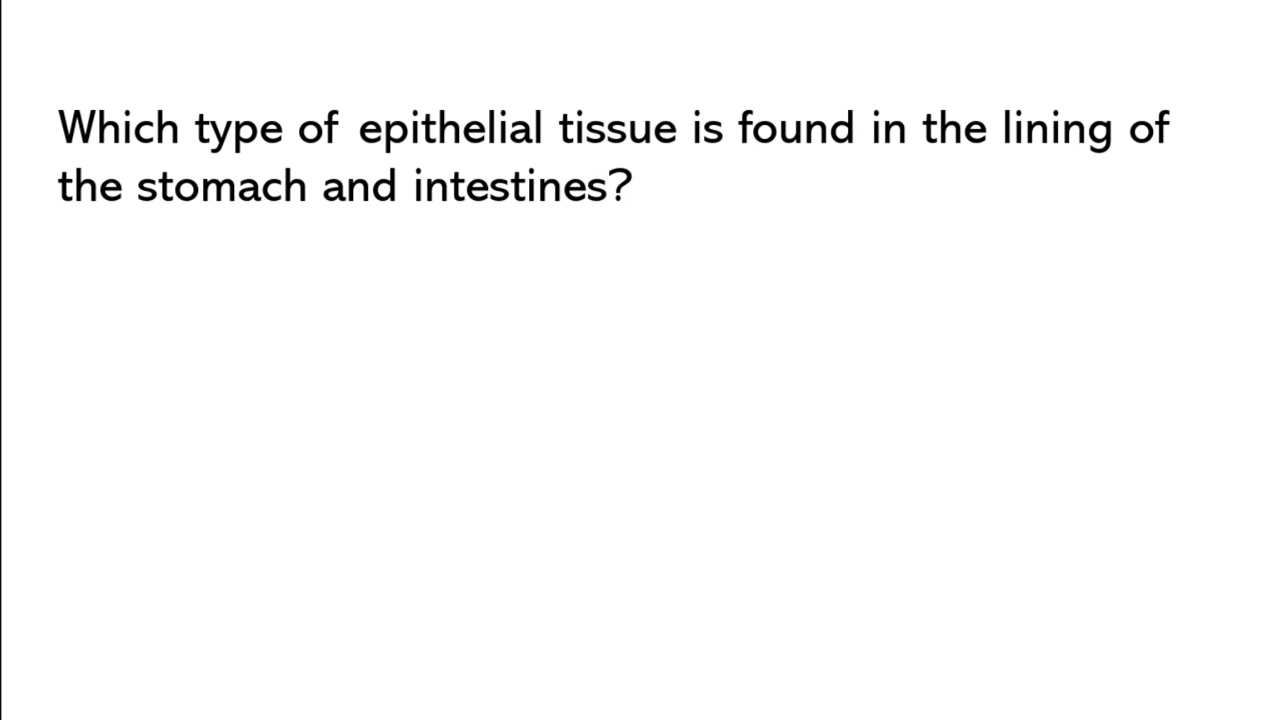 Which type of epithelial tissue is found in the lining of
the stomach and intestines?